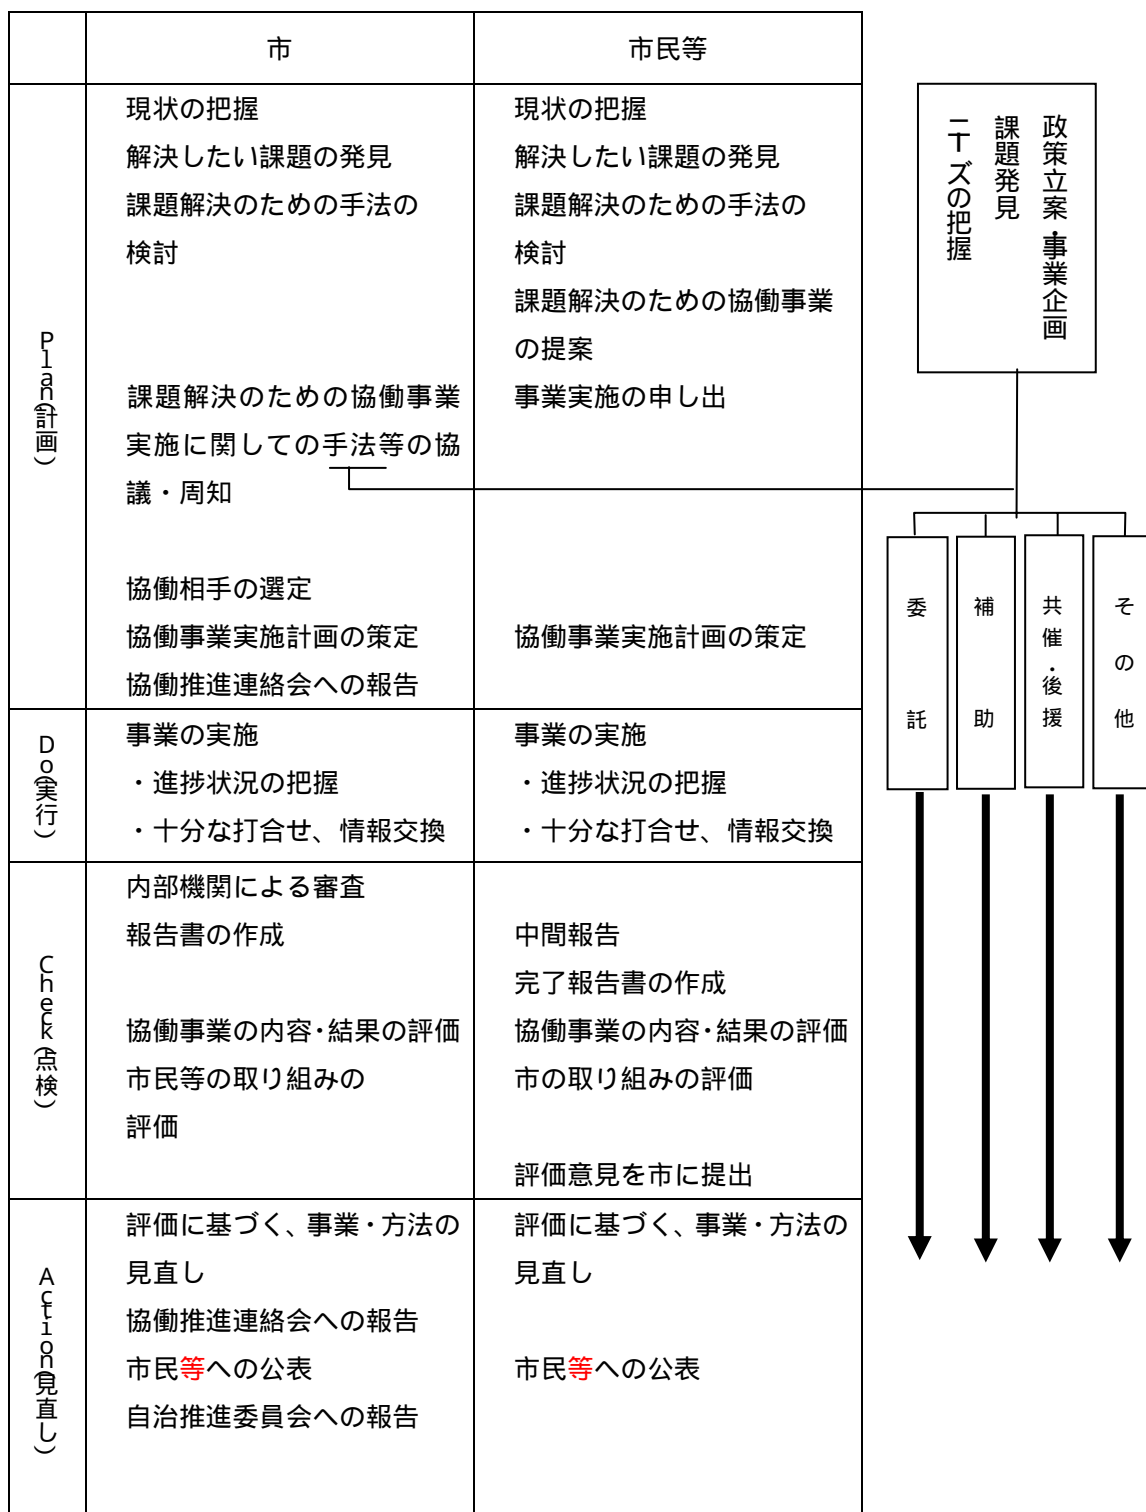 市
市民等
Plan(計画)
現状の把握
解決したい課題の発見
課題解決のための手法の
検討
課題解決のための協働事業
実施に関しての手法等の協
議・周知
協働相手の選定
協働事業実施計画の策定
協働推進連絡会への報告
現状の把握
解決したい課題の発見
課題解決のための手法の
検討
課題解決のための協働事業
の提案
事業実施の申し出
協働事業実施計画の策定
Do(実行)
事業の実施
・進捗状況の把握
・十分な打合せ、情報交換
事業の実施
・進捗状況の把握
・十分な打合せ、情報交換
Check(点検)
内部機関による審査
報告書の作成
協働事業の内容・結果の評価
市民等の取り組みの
評価
中間報告
完了報告書の作成
協働事業の内容・結果の評価
市の取り組みの評価
評価意見を市に提出
Action(見直し)
評価に基づく、事業・方法の
見直し
協働推進連絡会への報告
市民等への公表
自治推進委員会への報告
評価に基づく、事業・方法の
見直し
市民等への公表
政策立案・事業企画
課題発見
ニーズの把握
委託
補助
共催・後援
その他